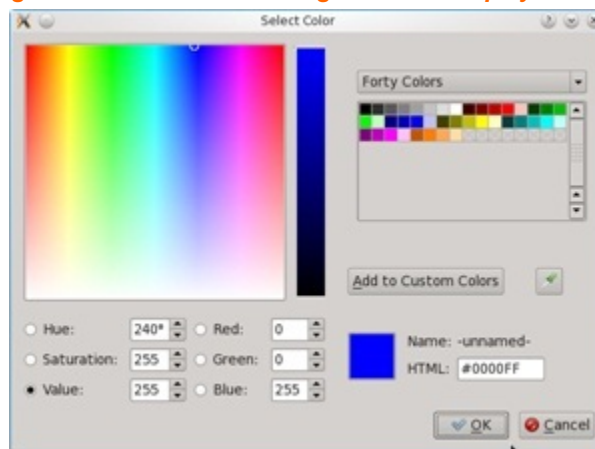 Select Color
Forty Colors
Add to Custom Colors
Hue: 240°
Red: 0
Saturation: 255
Green: 0
Value: 255
Blue: 255
Name: -unnamed-
HTML: #0000FF
OK
Cancel